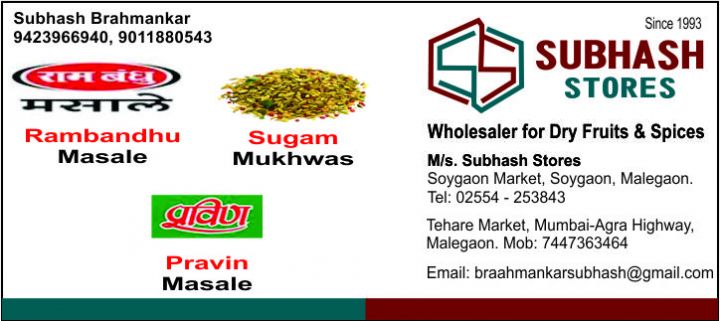 Subhash Brahmankar
9423966940, 9011880543
राम बंधु
मसाले
Rambandhu
Masale
Sugam
Mukhwas
प्रविण
Pravin
Masale
Since 1993
SUBHASH
STORES
Wholesaler for Dry Fruits & Spices
M/s. Subhash Stores
Soygaon Market, Soygaon, Malegaon.
Tel: 02554 - 253843
Tehare Market, Mumbai-Agra Highway,
Malegaon. Mob: 7447363464
Email: braahmankarsubhash@gmail.com